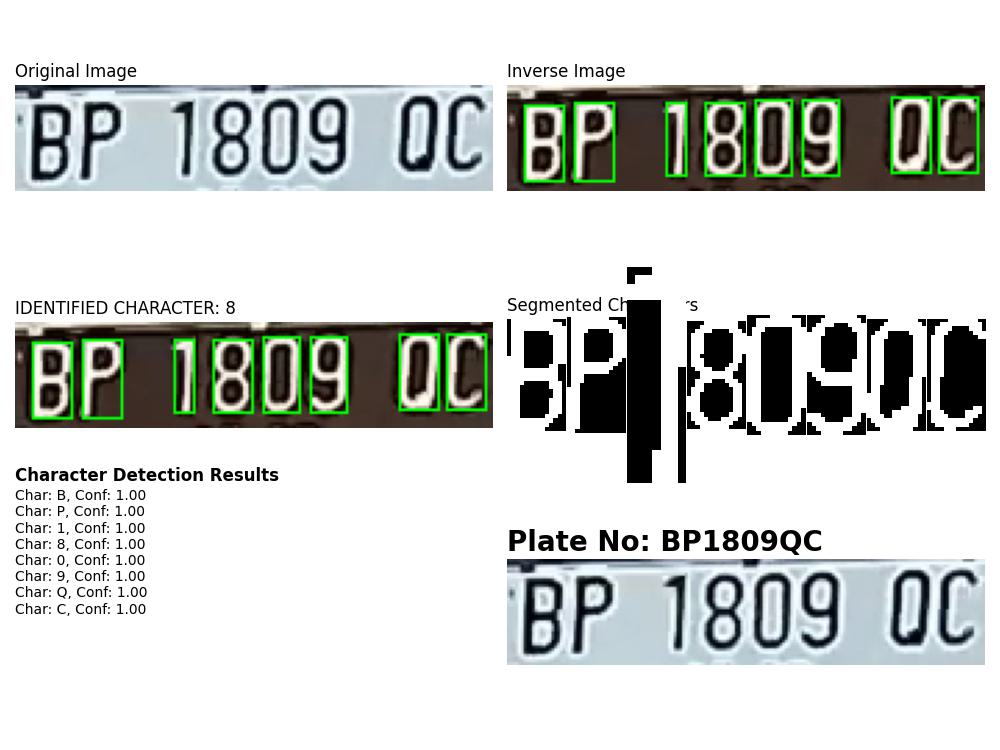 Original Image
BP 1809 QC
Inverse Image
BP 1809 QC
IDENTIFIED CHARACTER: 8
BP 1809 QC
Segmented
BP 1809
Character Detection Results
Char: B, Conf: 1.00
Char: P, Conf: 1.00
Char: 1, Conf: 1.00
Char: 8, Conf: 1.00
Char: 0, Conf: 1.00
Char: 9, Conf: 1.00
Char: Q, Conf: 1.00
Char: C, Conf: 1.00
Plate No: BP1809QC
BP 1809 QC